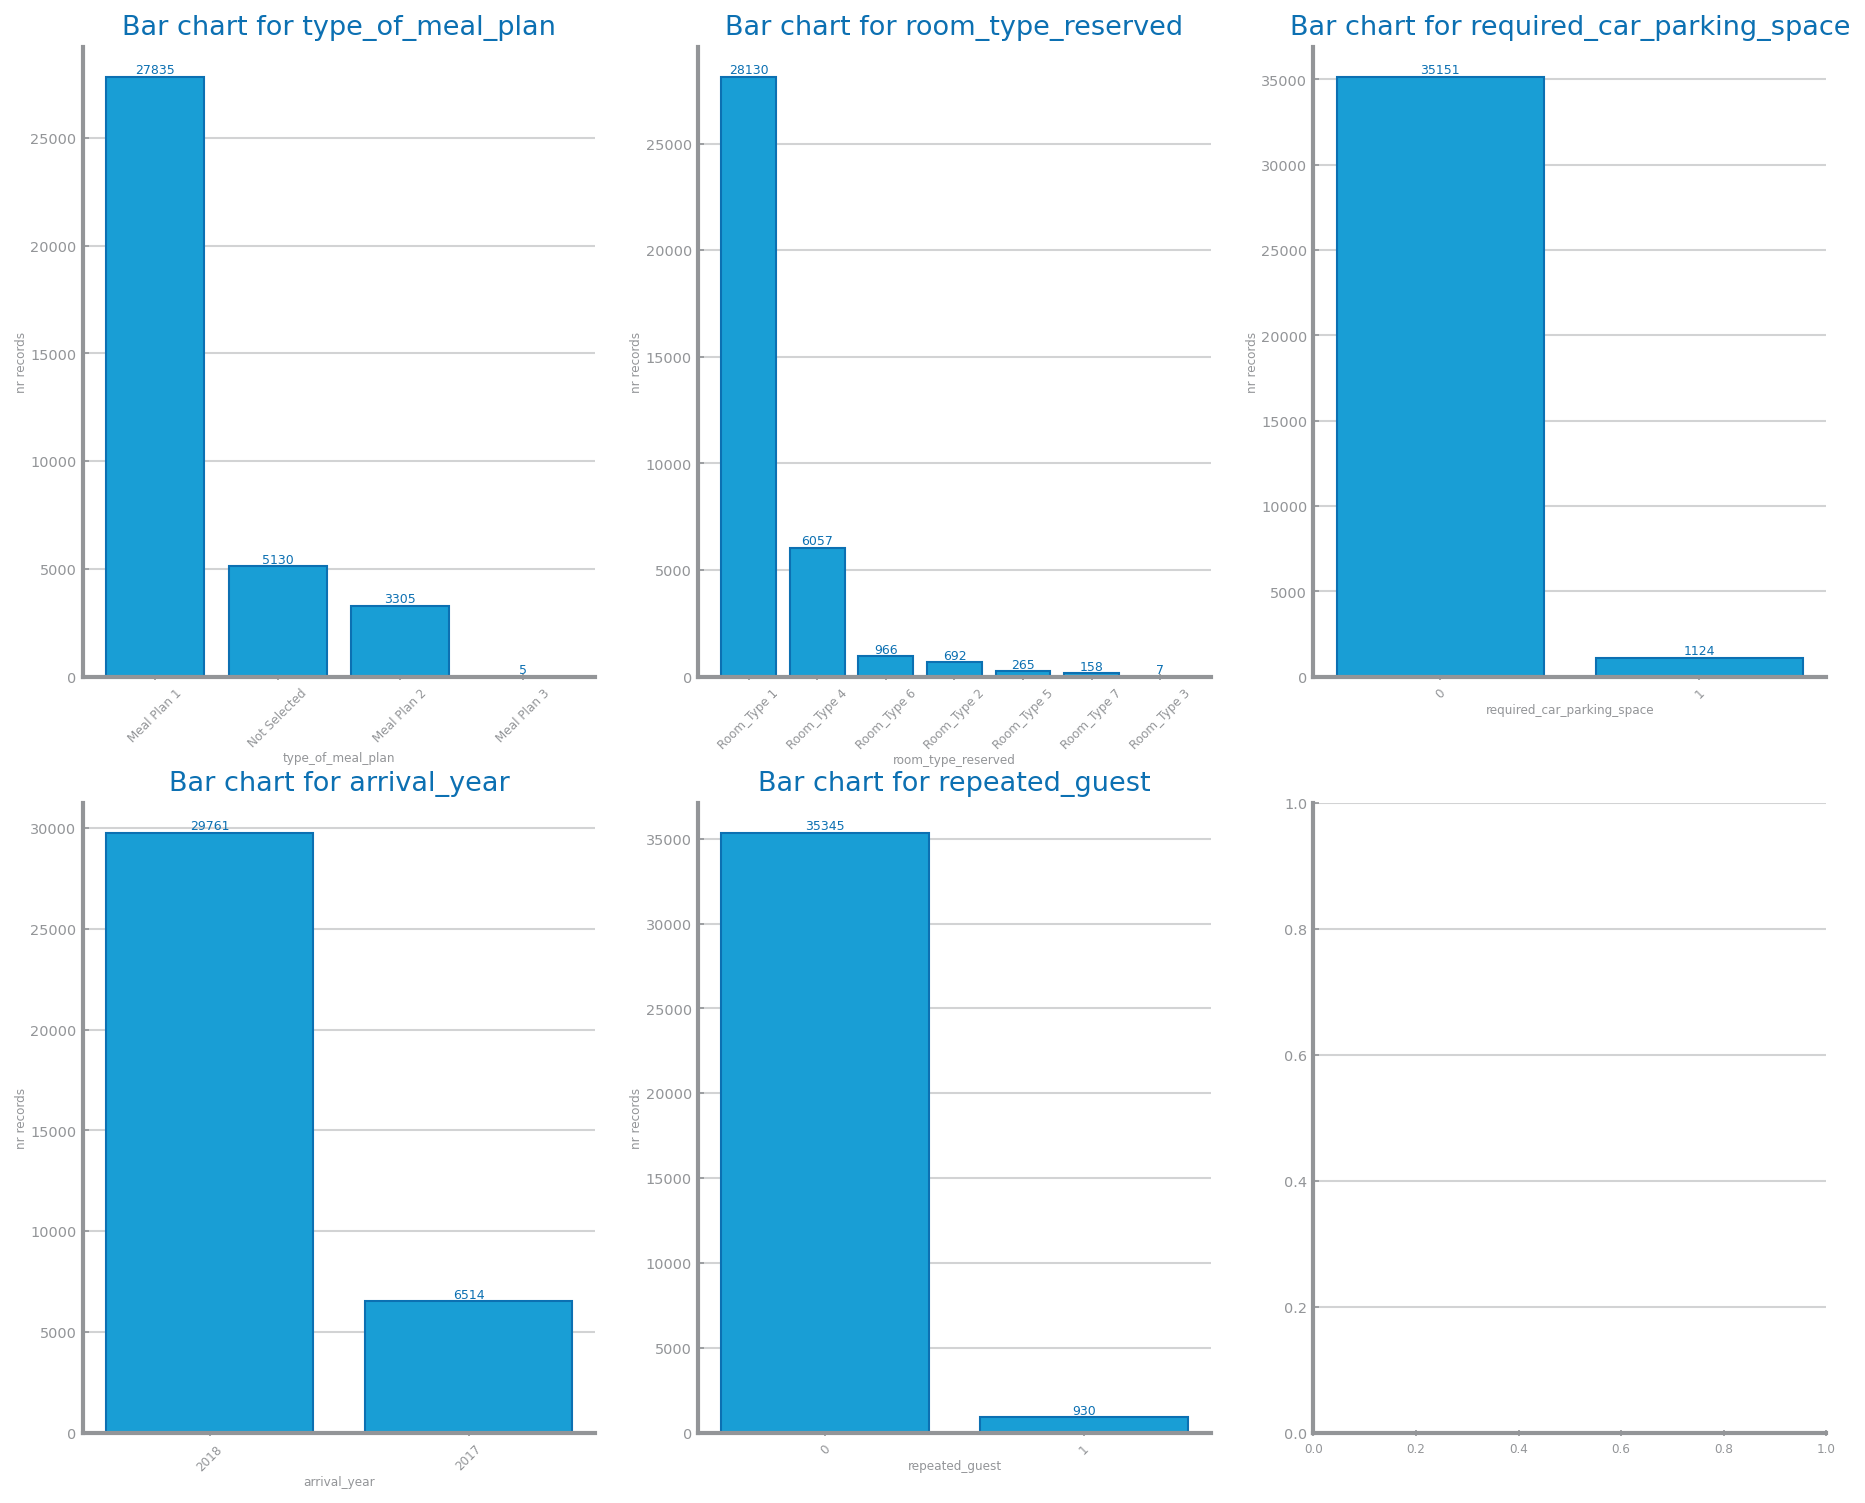 Bar chart for type_of_meal_plan
27835
25000
20000
15000
10000
5000
0
nr records
5130
3305
5
Meal Plan 1
Not Selected
Meal Plan 2
Meal Plan 3
type_of_meal_plan
Bar chart for room_type_reserved
28130
25000
20000
15000
10000
5000
0
nr records
6057
966
692
265
158
7
Room_Type 1
Room_Type 4
Room_Type 6
Room_Type 2
Room_Type 5
Room_Type 7
Room_Type 3
room_type_reserved
Bar chart for required_car_parking_space
35151
35000
30000
25000
20000
15000
10000
5000
0
nr records
1124
0
1
required_car_parking_space
Bar chart for arrival_year
29761
30000
25000
20000
15000
10000
5000
0
nr records
6514
2018
2017
arrival_year
Bar chart for repeated_guest
35345
35000
30000
25000
20000
15000
10000
5000
0
nr records
930
0
1
repeated_guest
1.0
0.8
0.6
0.4
0.2
0.0
0.0
0.2
0.4
0.6
0.8
1.0